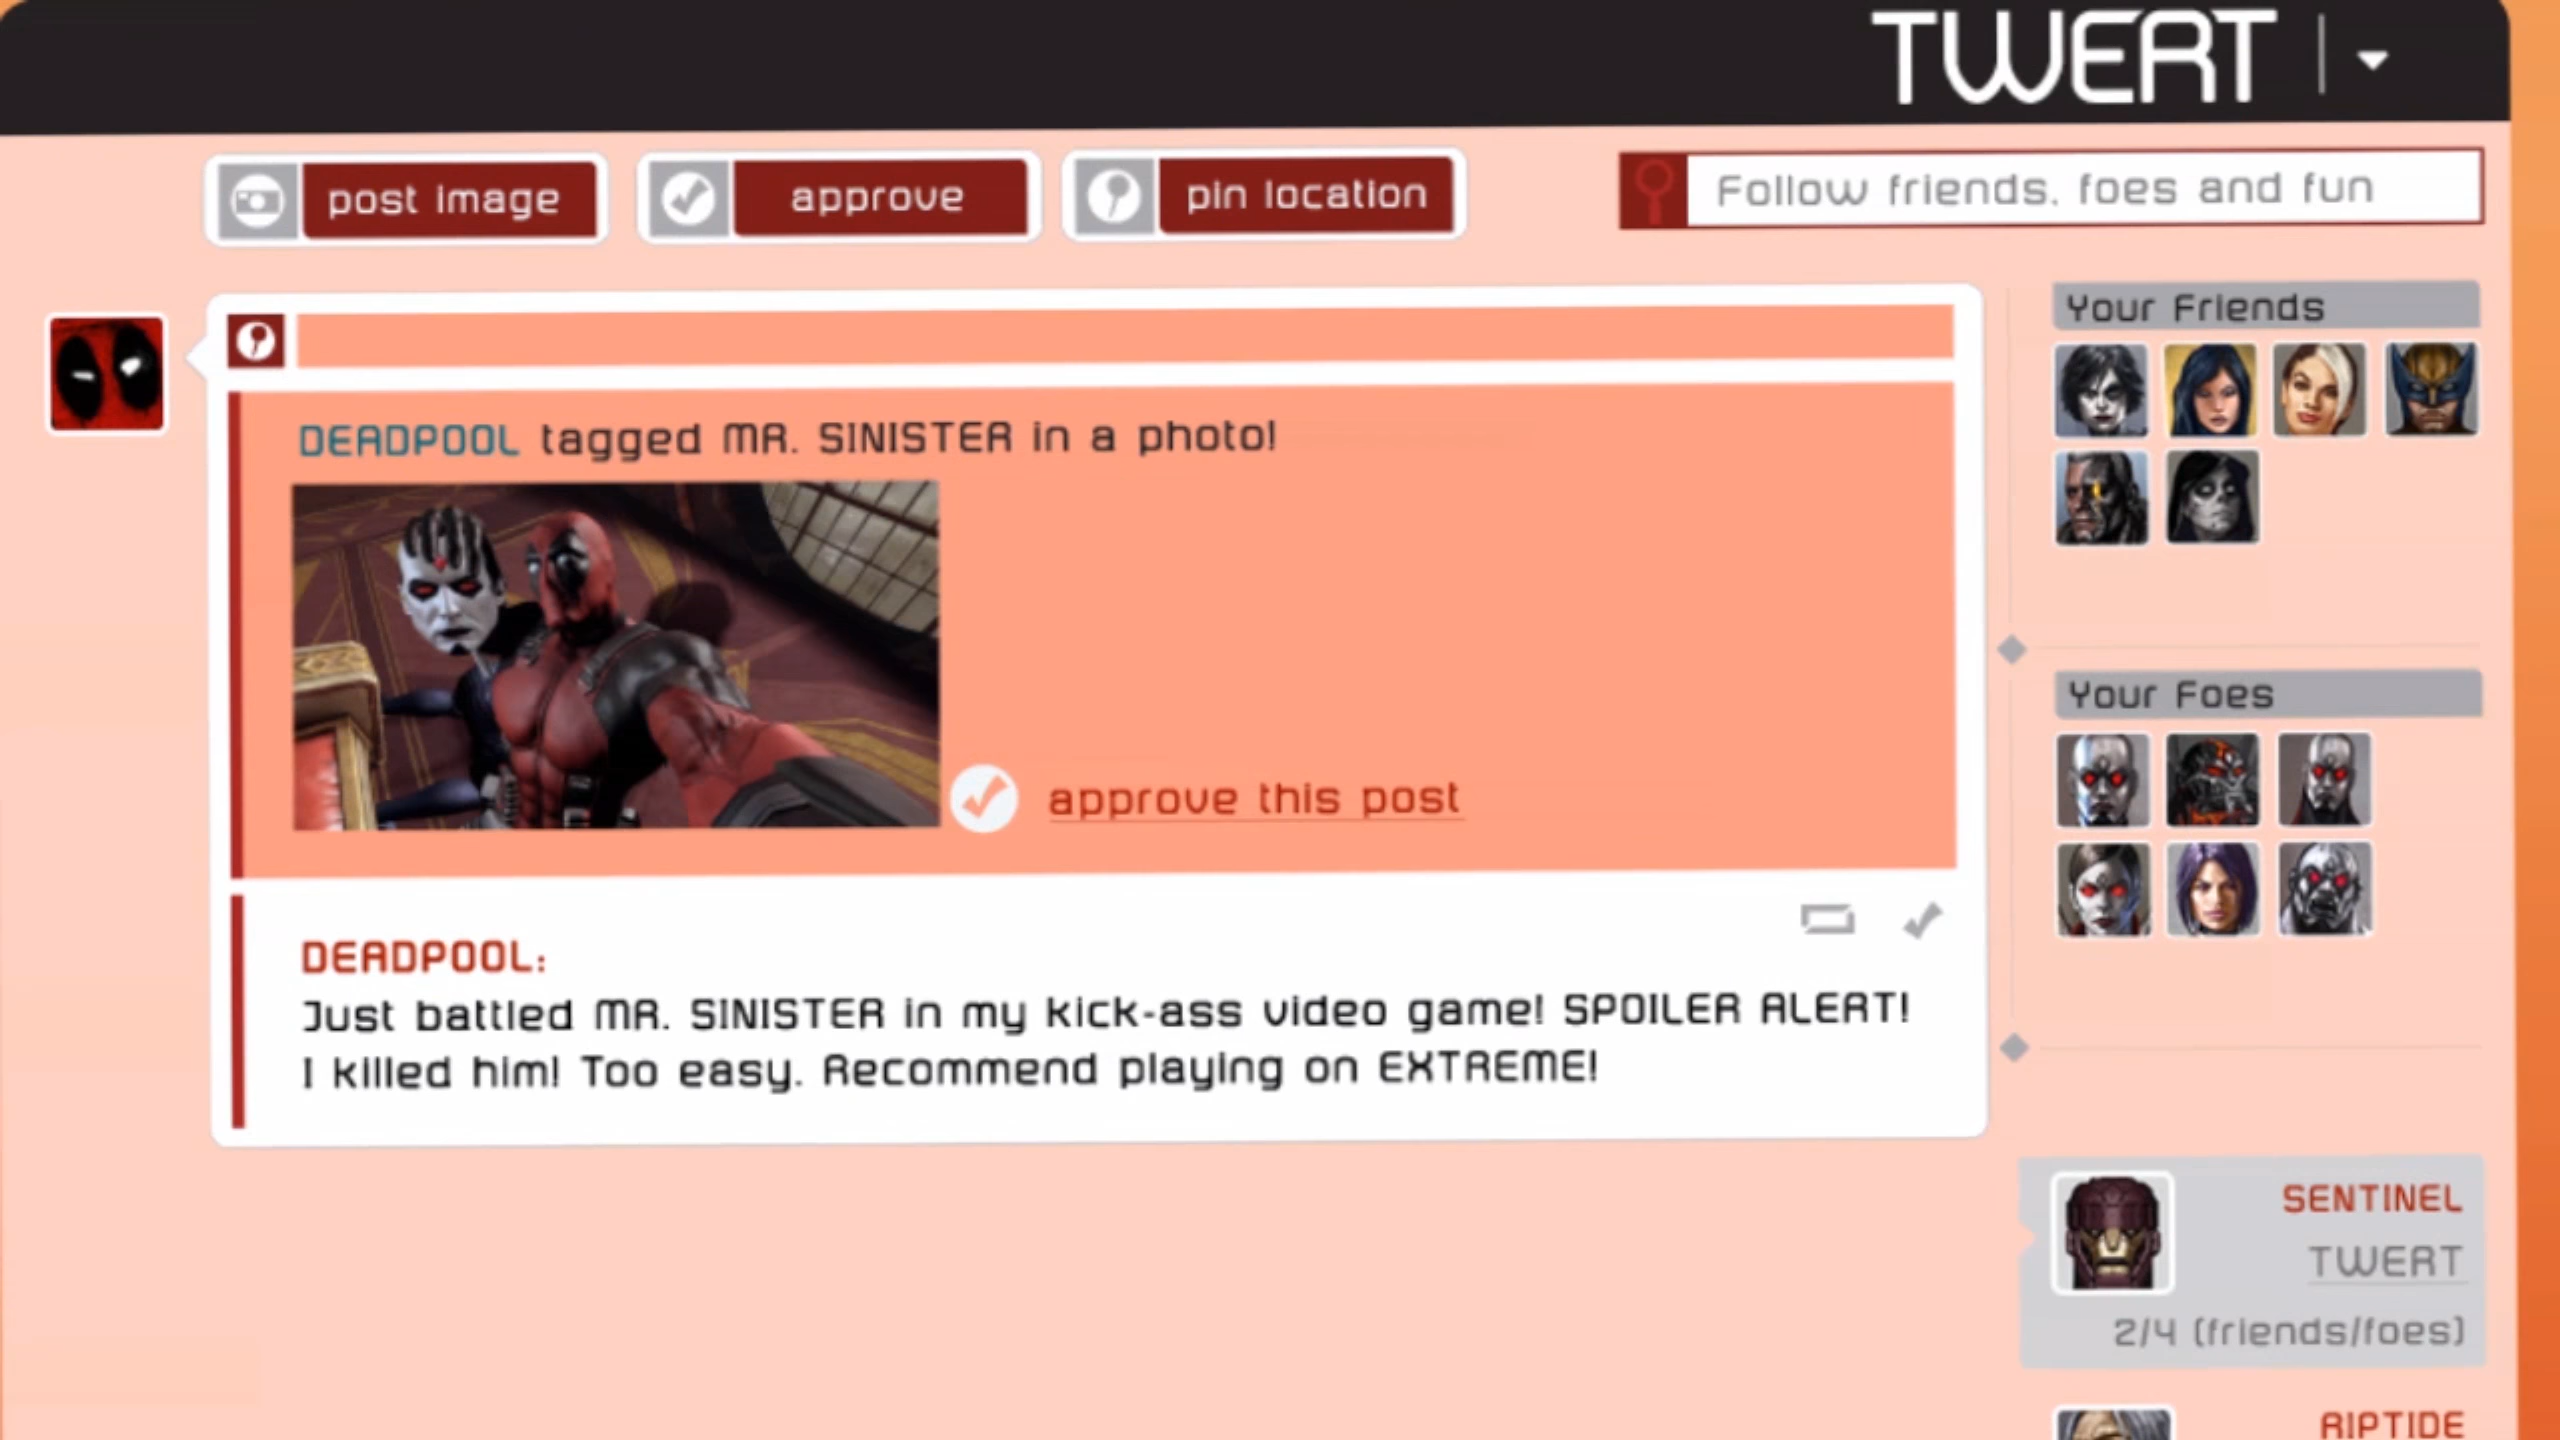 TWERT
post image
approve
pin location
Follow friends, foes and fun
DEADPOOL tagged MR. SINISTER in a photo!
approve this post
DEADPOOL:
Just battled MR. SINISTER in my kick-ass video game! SPOILER ALERT!
I killed him! Too easy. Recommend playing on EXTREME!
Your Friends
Your Foes
SENTINEL
TWERT
2/4 (friends/foes)
RIPTIDE